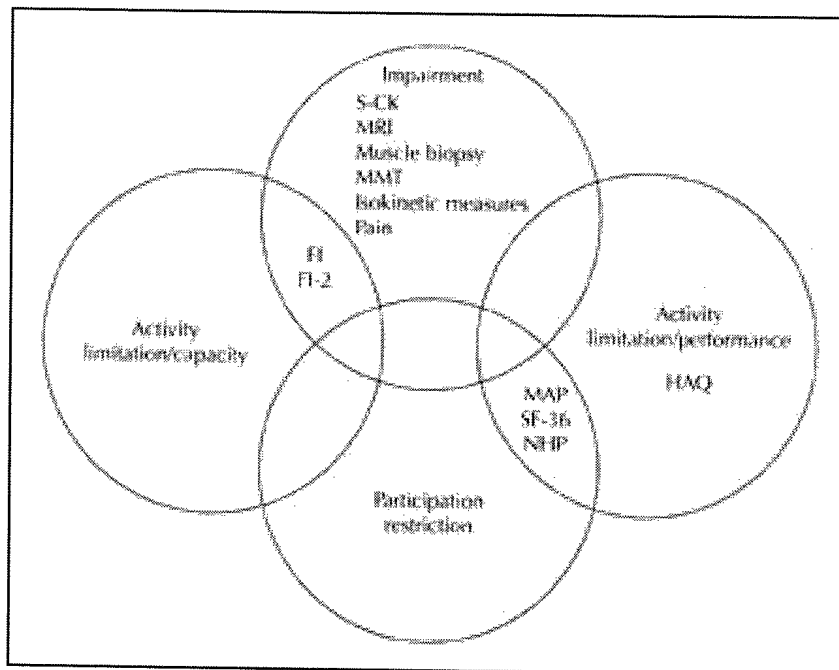 Impairment
S-CK
MRI
Muscle biopsy
MMT
Isokinetic measures
Pain
FI
FI-2
Activity
limitation/capacity
Activity
limitation/performance
HAQ
MAP
SF-36
NHP
Participation
restriction